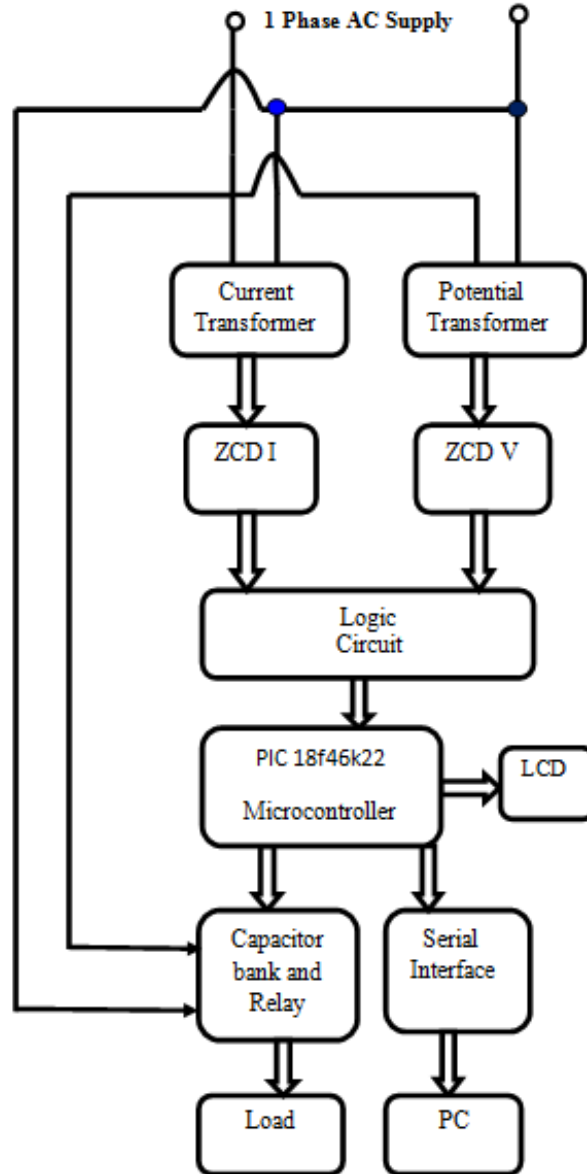 1 Phase AC Supply
Current
Transformer
Potential
Transformer
ZCD I
ZCD V
Logic
Circuit
PIC 18f46k22
Microcontroller
LCD
Capacitor
bank and
Relay
Serial
Interface
Load
PC